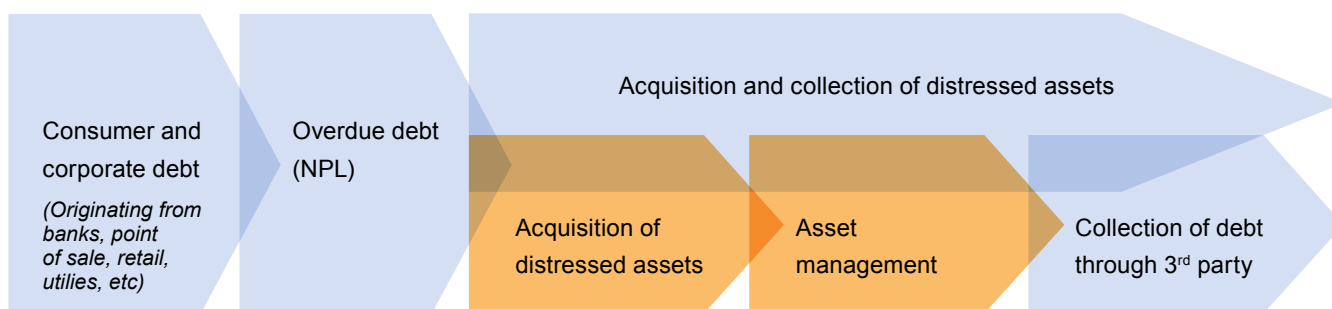 Consumer and
corporate debt
(Originating from
banks, point
of sale, retail,
utilies, etc)
Overdue debt
(NPL)
Acquisition and collection of distressed assets
Acquisition of
distressed assets
Asset
management
Collection of debt
through 3rd party